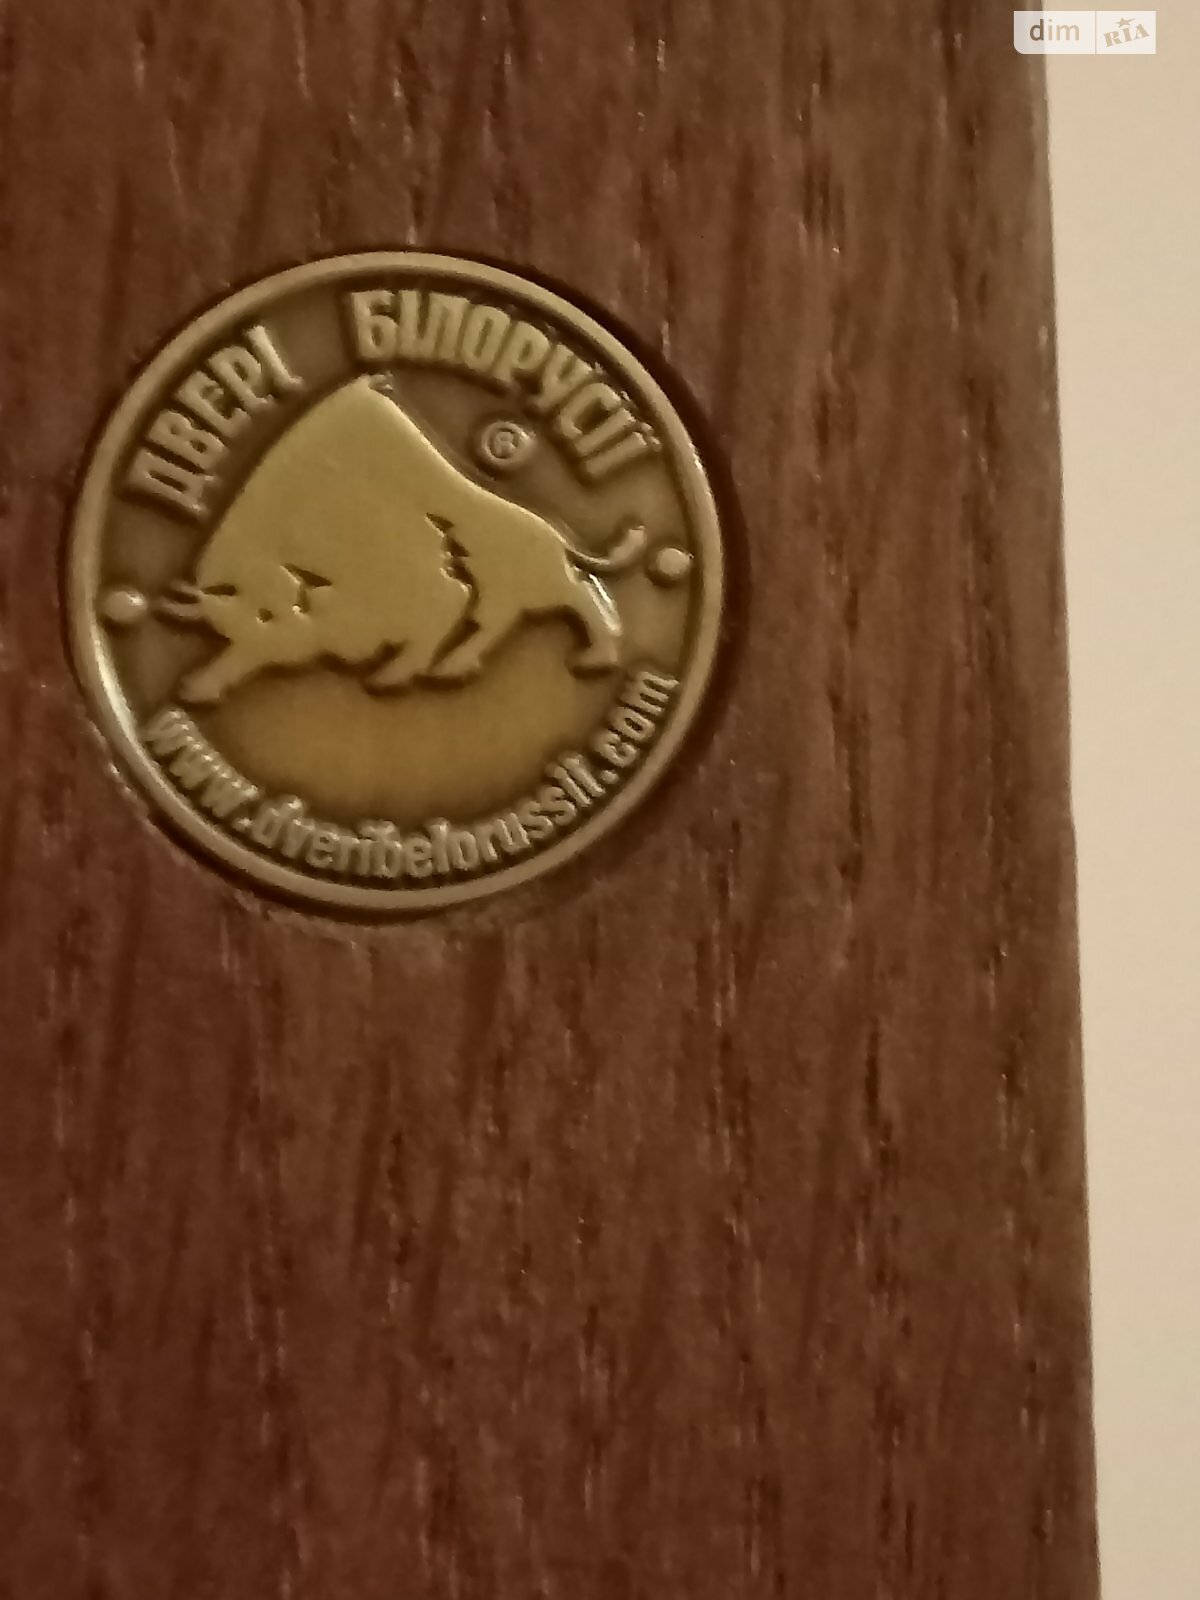 dim RIA
ДВЕРІ БІЛОРУСІЇ
®
www.dveribelorussii.com